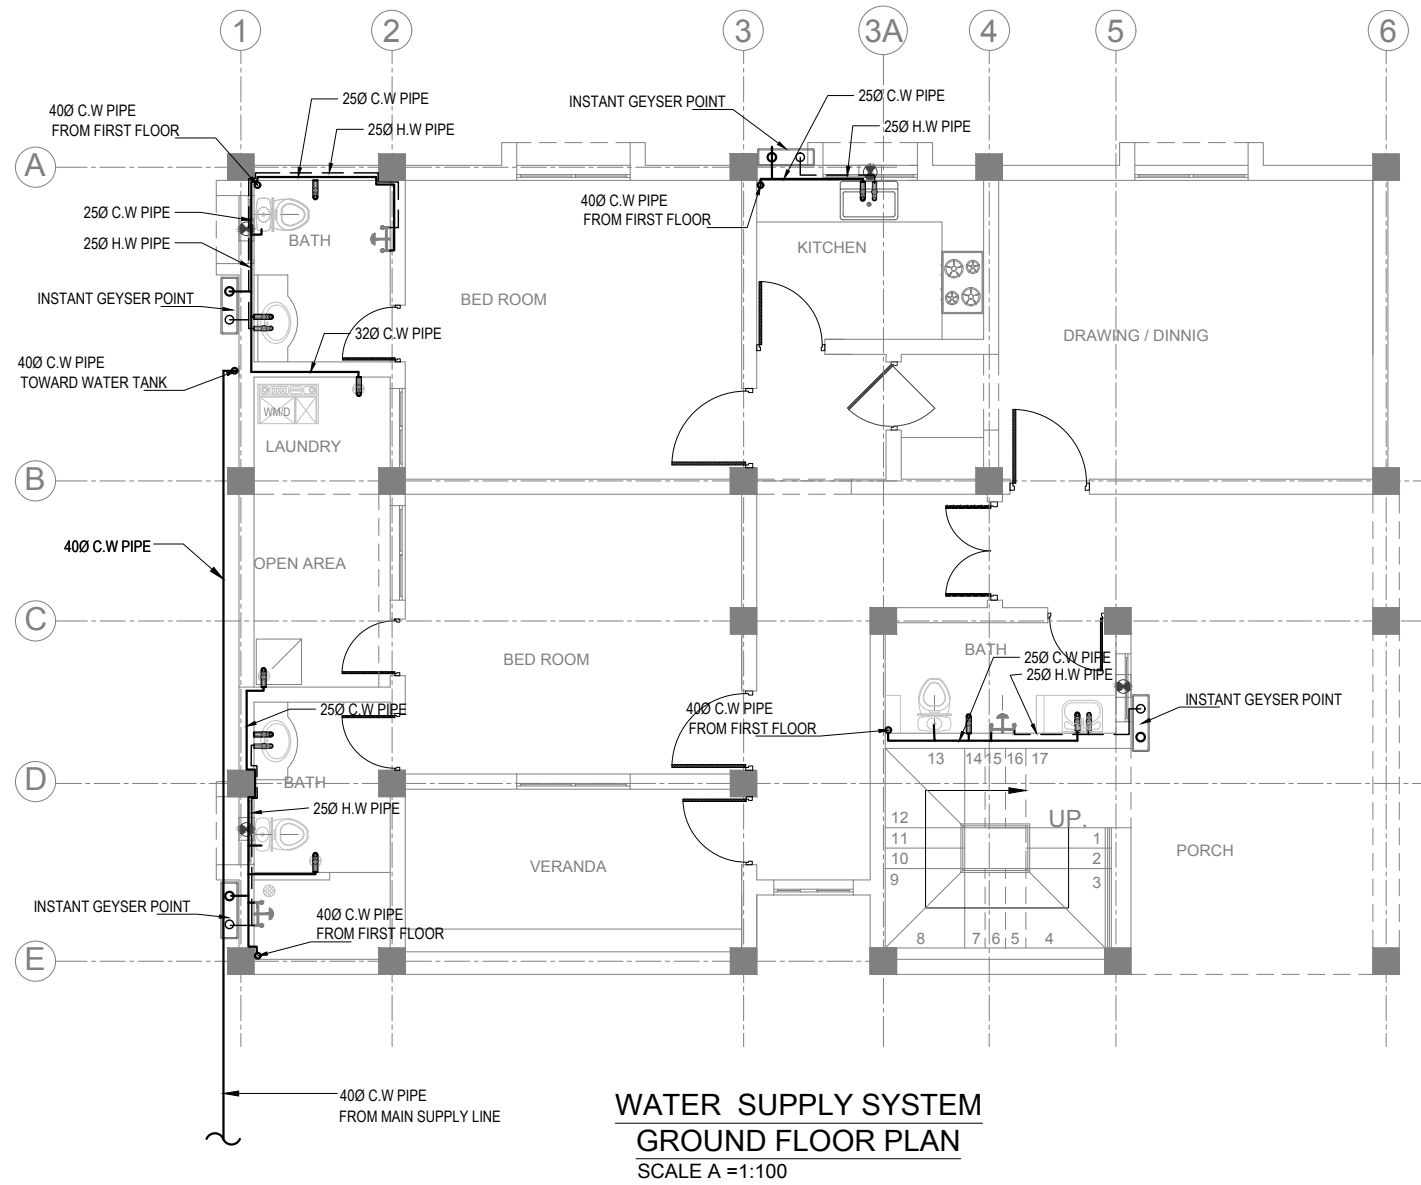 1
2
3
3A
4
5
6
40Ø C.W PIPE
FROM FIRST FLOOR
25Ø C.W PIPE
25Ø H.W PIPE
INSTANT GEYSER POINT
25Ø C.W PIPE
25Ø H.W PIPE
A
25Ø C.W PIPE
25Ø H.W PIPE
BATH
40Ø C.W PIPE
FROM FIRST FLOOR
KITCHEN
INSTANT GEYSER POINT
BED ROOM
32Ø C.W PIPE
DRAWING / DINNIG
40Ø C.W PIPE
TOWARD WATER TANK
WM/D
LAUNDRY
B
40Ø C.W PIPE
OPEN AREA
C
BED ROOM
BATH
25Ø C.W PIPE
25Ø H.W PIPE
INSTANT GEYSER POINT
25Ø C.W PIPE
40Ø C.W PIPE
FROM FIRST FLOOR
13
14
15
16
17
D
BATH
25Ø H.W PIPE
12
UP.
11
1
10
2
9
3
VERANDA
PORCH
INSTANT GEYSER POINT
40Ø C.W PIPE
FROM FIRST FLOOR
8
7
6
5
4
E
40Ø C.W PIPE
FROM MAIN SUPPLY LINE
WATER SUPPLY SYSTEM
GROUND FLOOR PLAN
SCALE A =1:100